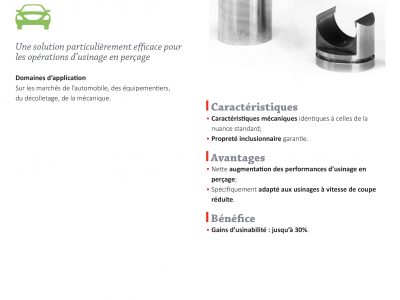 Une solution particulièrement efficace pour
les opérations d'usinage en perçage
Domaines d'application
Sur les marchés de l'automobile, des équipementiers,
du décolletage, de la mécanique.
Caractéristiques
• Caractéristiques mécaniques identiques à celles de la
nuance standard;
• Propreté inclusionnaire garantie.
Avantages
• Nette augmentation des performances d'usinage en
perçage;
• Spécifiquement adapté aux usinages à vitesse de coupe
réduite.
Bénéfice
• Gains d'usinabilité : jusqu'à 30%.